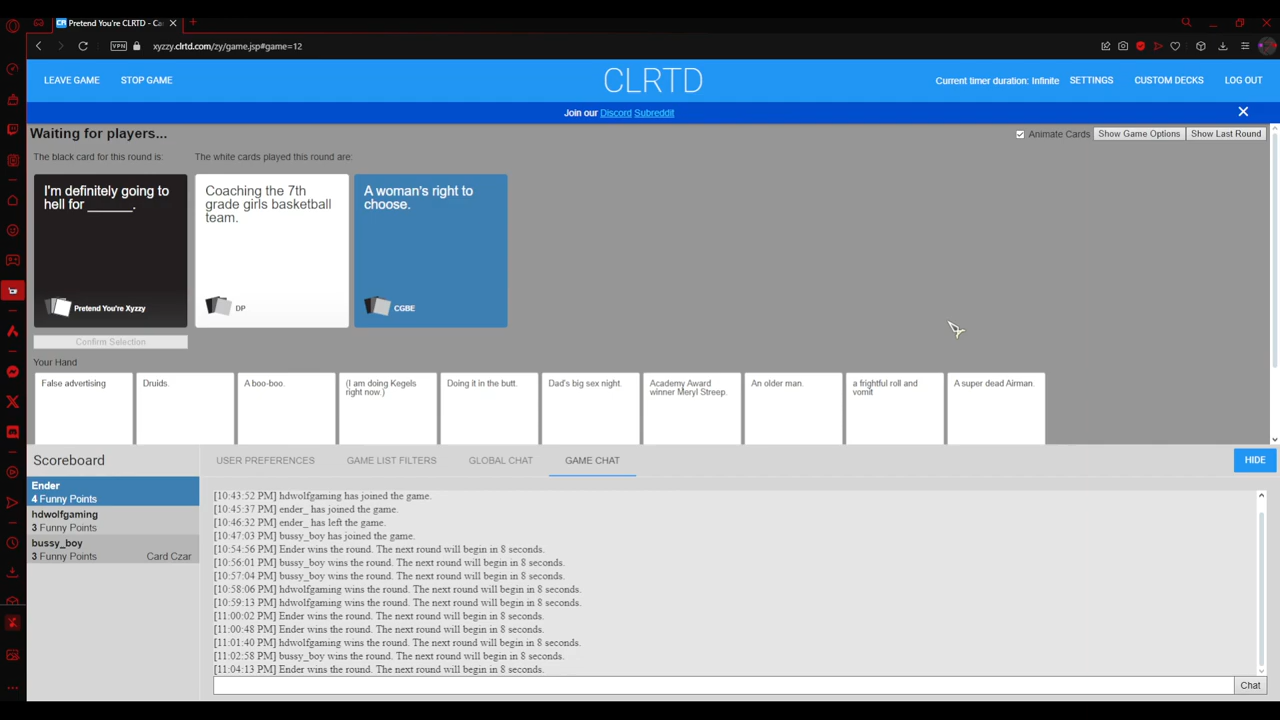 Pretend You're CLRTD - Ca
VPN
xyzzy.clrtd.com/zy/game.jsp#game=12
LEAVE GAME
STOP GAME
CLRTD
Current timer duration: Infinite
SETTINGS
CUSTOM DECKS
LOG OUT
Join our Discord Subreddit
Waiting for players...
Animate Cards
Show Game Options
Show Last Round
The black card for this round is:
The white cards played this round are:
I'm definitely going to
hell for ______.
Pretend You're Xyzzy
Coaching the 7th
grade girls basketball
team.
DP
A woman's right to
choose.
CGBE
Confirm Selection
Your Hand
False advertising
Druids.
A boo-boo.
(I am doing Kegels
right now.)
Doing it in the butt.
Dad's big sex night.
Academy Award
winner Meryl Streep.
An older man.
a frightful roll and
vomit
A super dead Airman.
Scoreboard
Ender
4 Funny Points
hdwolfgaming
3 Funny Points
bussy_boy
3 Funny Points
Card Czar
USER PREFERENCES
GAME LIST FILTERS
GLOBAL CHAT
GAME CHAT
HIDE
[10:43:52 PM] hdwolfgaming has joined the game.
[10:45:37 PM] ender_ has joined the game.
[10:46:32 PM] ender_ has left the game.
[10:47:03 PM] bussy_boy has joined the game.
[10:54:56 PM] Ender wins the round. The next round will begin in 8 seconds.
[10:56:01 PM] bussy_boy wins the round. The next round will begin in 8 seconds.
[10:57:04 PM] bussy_boy wins the round. The next round will begin in 8 seconds.
[10:58:06 PM] hdwolfgaming wins the round. The next round will begin in 8 seconds.
[10:59:13 PM] hdwolfgaming wins the round. The next round will begin in 8 seconds.
[11:00:02 PM] Ender wins the round. The next round will begin in 8 seconds.
[11:00:48 PM] Ender wins the round. The next round will begin in 8 seconds.
[11:01:40 PM] hdwolfgaming wins the round. The next round will begin in 8 seconds.
[11:02:58 PM] bussy_boy wins the round. The next round will begin in 8 seconds.
[11:04:13 PM] Ender wins the round. The next round will begin in 8 seconds.
Chat